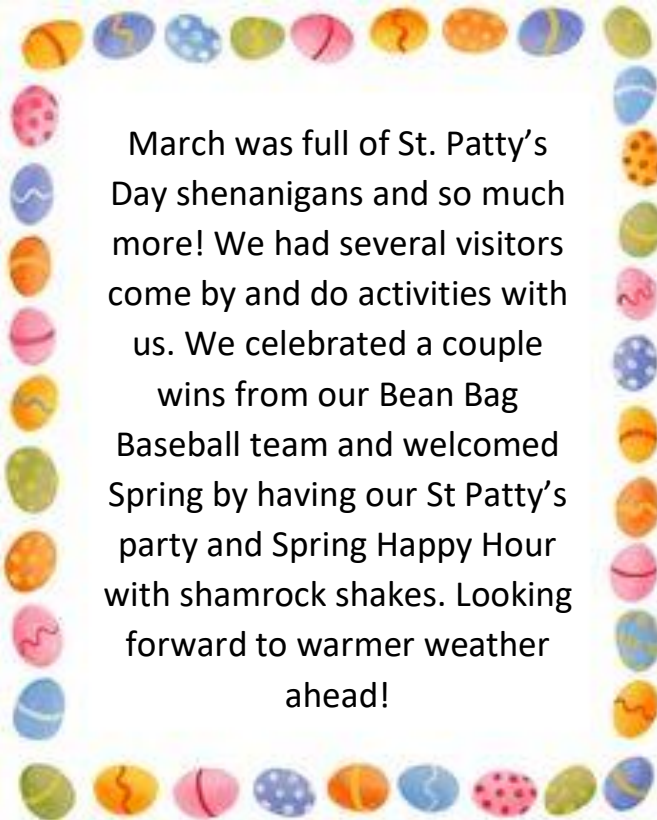 March was full of St. Patty’s
Day shenanigans and so much
more! We had several visitors
come by and do activities with
us. We celebrated a couple
wins from our Bean Bag
Baseball team and welcomed
Spring by having our St Patty’s
party and Spring Happy Hour
with shamrock shakes. Looking
forward to warmer weather
ahead!